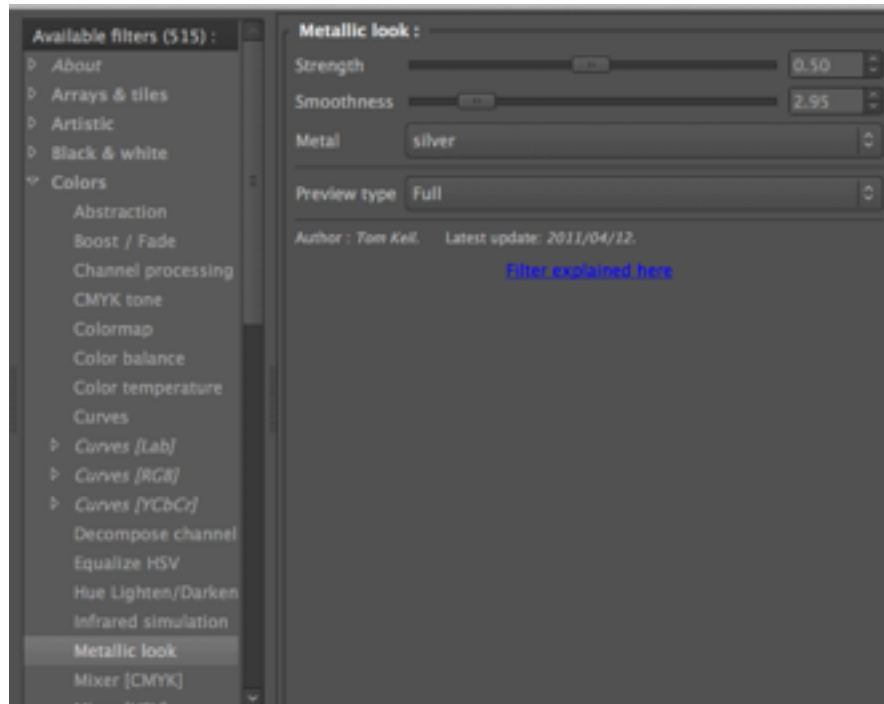 Available filters (515) :
About
Arrays & tiles
Artistic
Black & white
Colors
Abstraction
Boost / Fade
Channel processing
CMYK tone
Colormap
Color balance
Color temperature
Curves
Curves [Lab]
Curves [RGB]
Curves [YCbCr]
Decompose channel
Equalize HSV
Hue Lighten/Darken
Infrared simulation
Metallic look
Mixer [CMYK]
Metallic look :
Strength 0.50
Smoothness 2.95
Metal silver
Preview type Full
Author : Tom Keil. Latest update: 2011/04/12.
Filter explained here